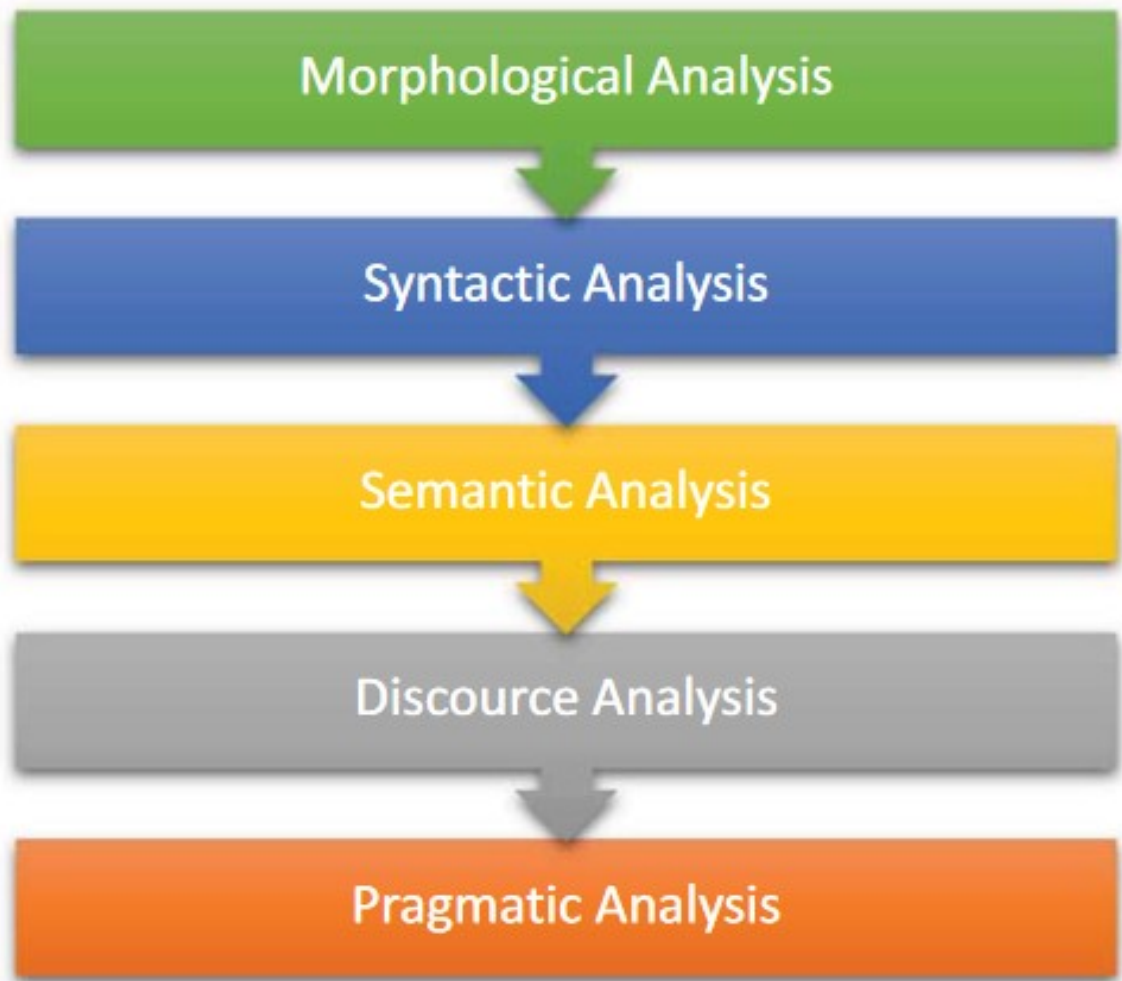 Morphological Analysis
Syntactic Analysis
Semantic Analysis
Discource Analysis
Pragmatic Analysis